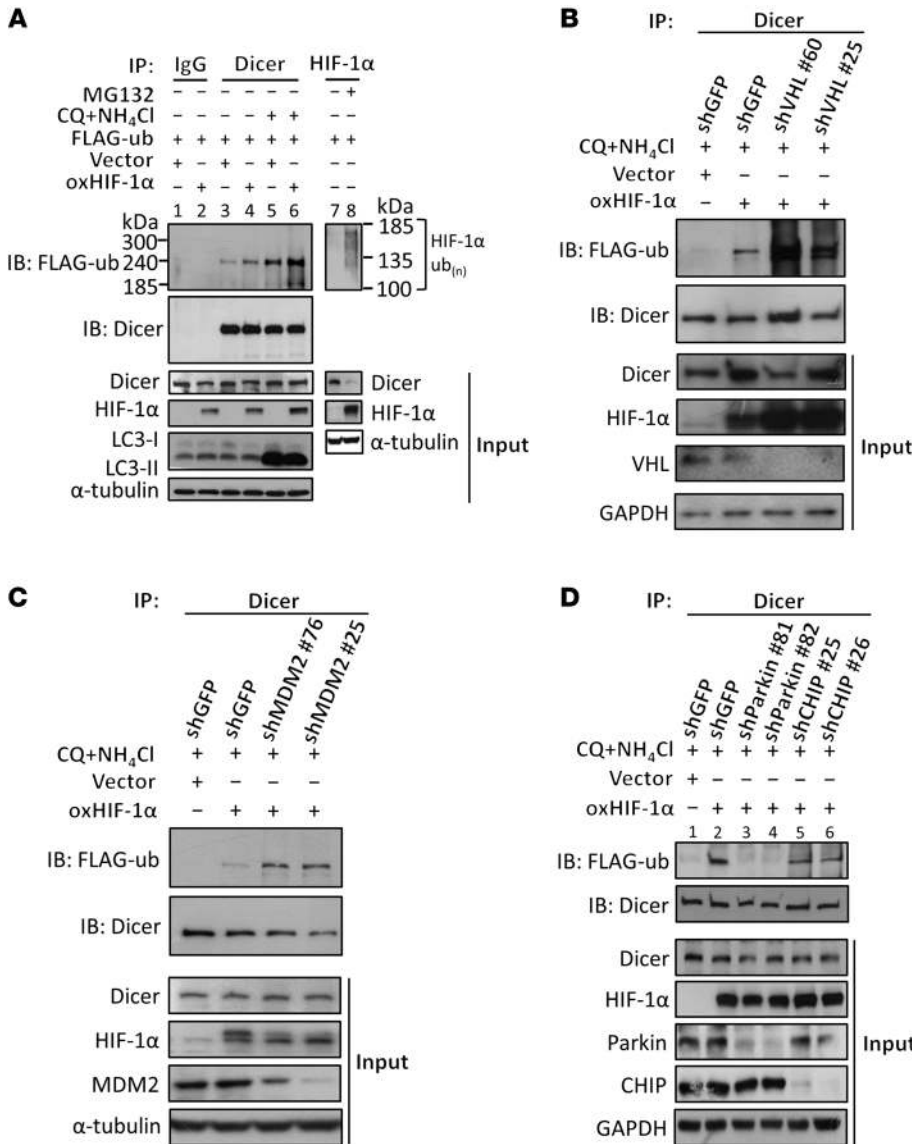 A
IP: IgG Dicer HIF-1α
MG132 – – – – – – – +
CQ+NH₄Cl – – – – + + – –
FLAG-ub + + + + + + + +
Vector + – + – + – – –
oxHIF-1α – + – + – + – –
kDa 1 2 3 4 5 6 7 8 kDa
IB: FLAG-ub
300
240
185
185
135
100
HIF-1α
ub(n)
IB: Dicer
Dicer Dicer
HIF-1α HIF-1α
LC3-I
LC3-II
α-tubulin
α-tubulin
Input
B
IP: Dicer
shGFP shGFP shVHL #60 shVHL #25
CQ+NH₄Cl + + + +
Vector + – – –
oxHIF-1α – + + +
IB: FLAG-ub
IB: Dicer
Dicer
HIF-1α
VHL
GAPDH
Input
C
IP: Dicer
shGFP shGFP shMDM2 #76 shMDM2 #25
CQ+NH₄Cl + + + +
Vector + – – –
oxHIF-1α – + + +
IB: FLAG-ub
IB: Dicer
Dicer
HIF-1α
MDM2
α-tubulin
Input
D
IP: Dicer
shGFP shGFP shParkin #81 shParkin #82 shCHIP #25 shCHIP #26
CQ+NH₄Cl + + + + + +
Vector + – – – – –
oxHIF-1α – + + + + +
1 2 3 4 5 6
IB: FLAG-ub
IB: Dicer
Dicer
HIF-1α
Parkin
CHIP
GAPDH
Input